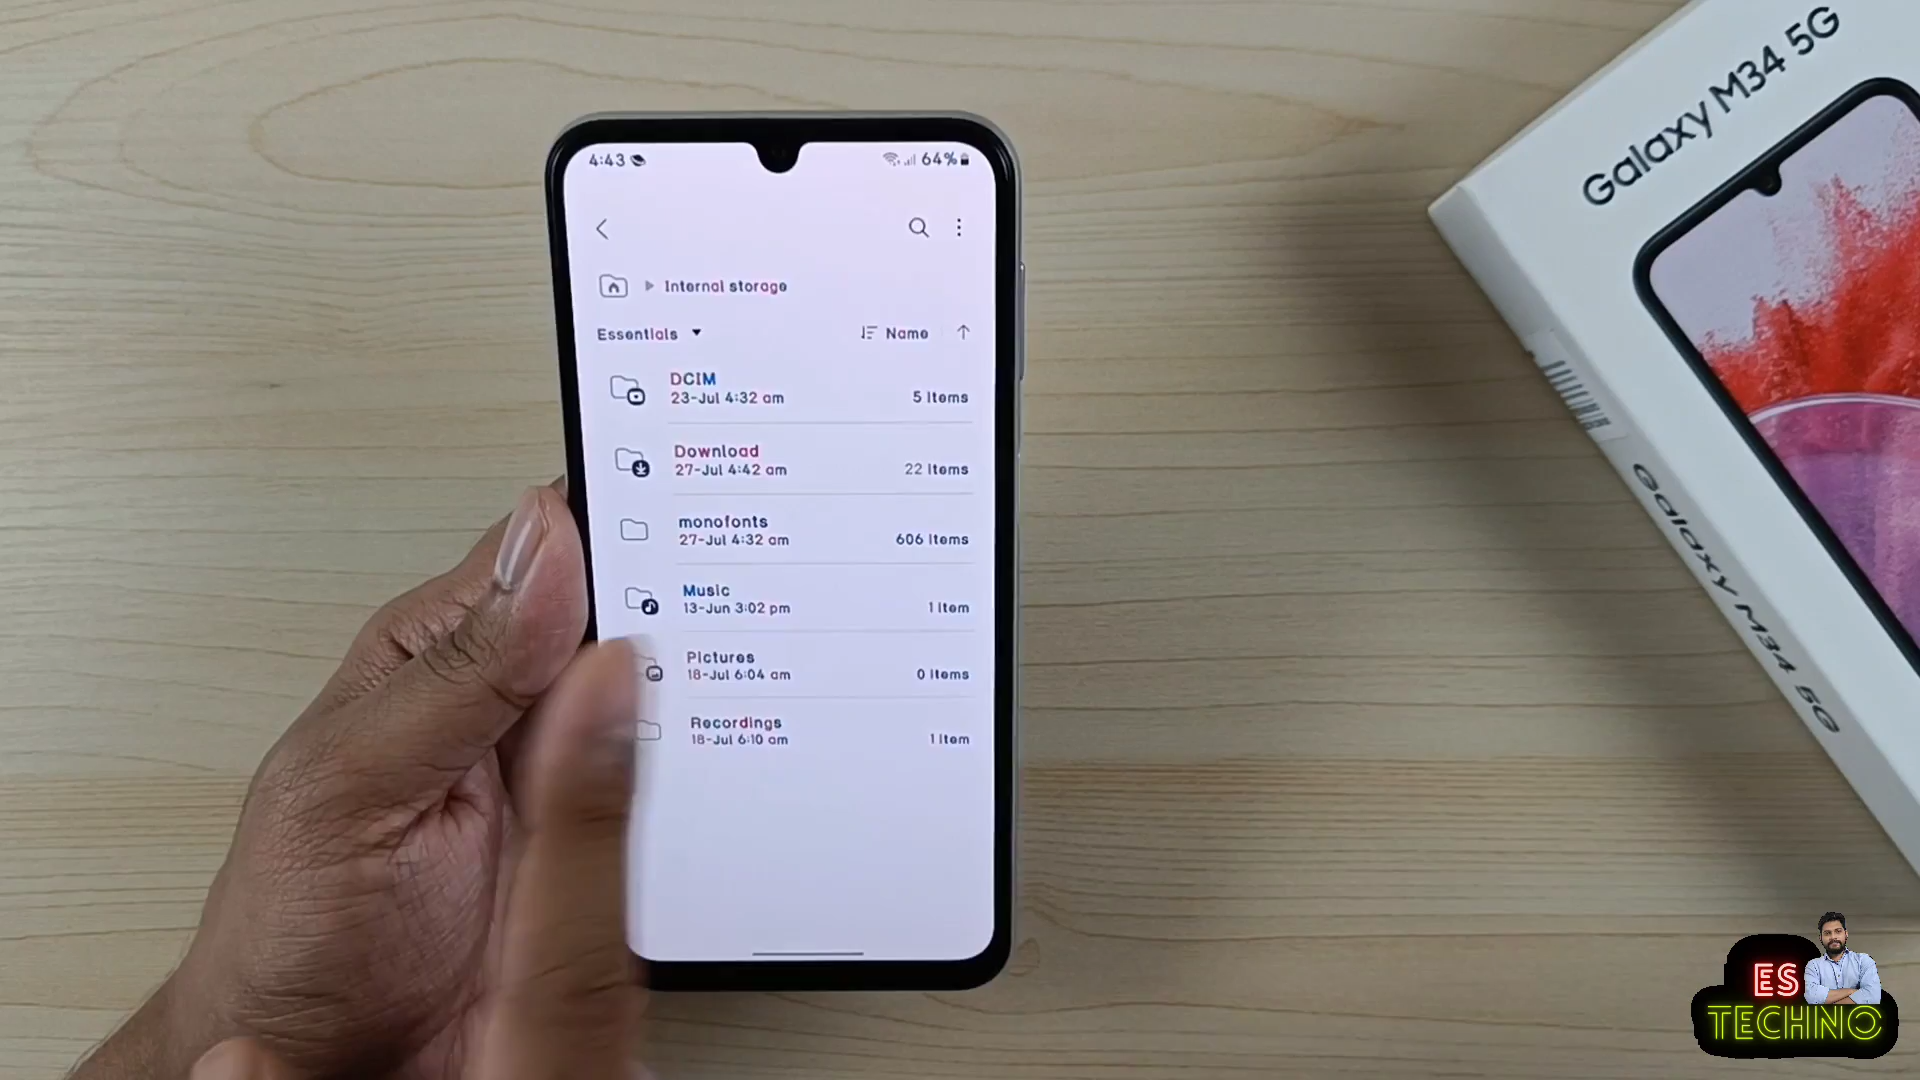 4:43
64%
Internal storage
Essentials
Name
DCIM
23-Jul 4:32 am
5 Items
Download
27-Jul 4:42 am
22 Items
monofonts
27-Jul 4:32 am
606 Items
Music
13-Jun 3:02 pm
1 Item
Pictures
18-Jul 6:04 am
0 Items
Recordings
18-Jul 6:10 am
1 Item
Galaxy M34 5G
Galaxy M34 5G
ES
TECHNO